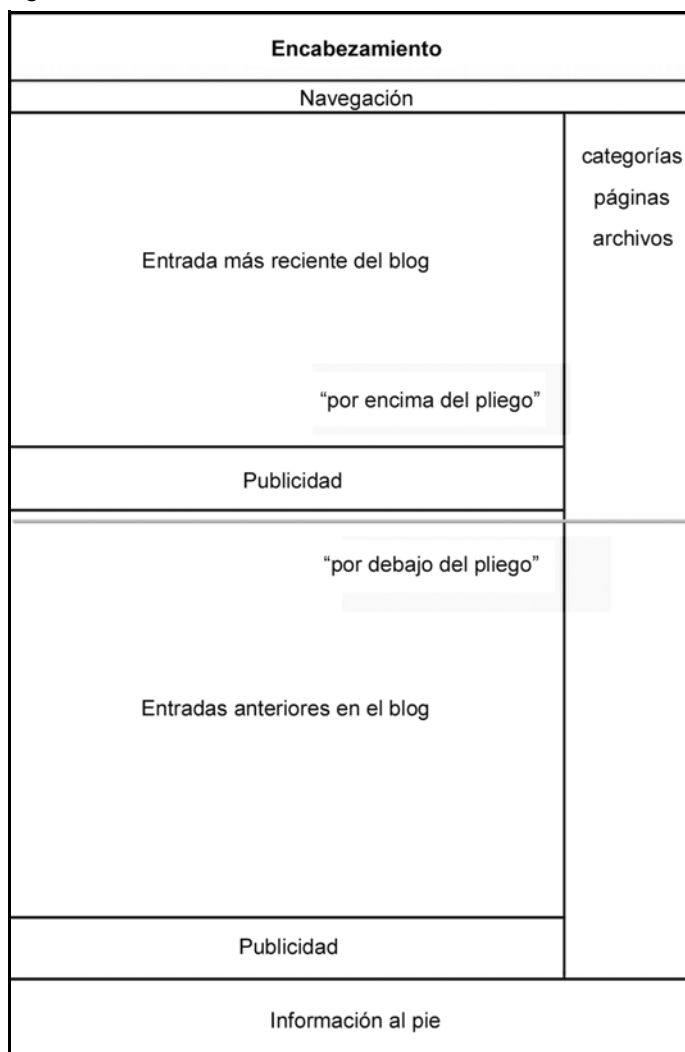 Encabezamiento
Navegación
categorías
páginas
archivos
Entrada más reciente del blog
“por encima del pliego”
Publicidad
“por debajo del pliego”
Entradas anteriores en el blog
Publicidad
Información al pie